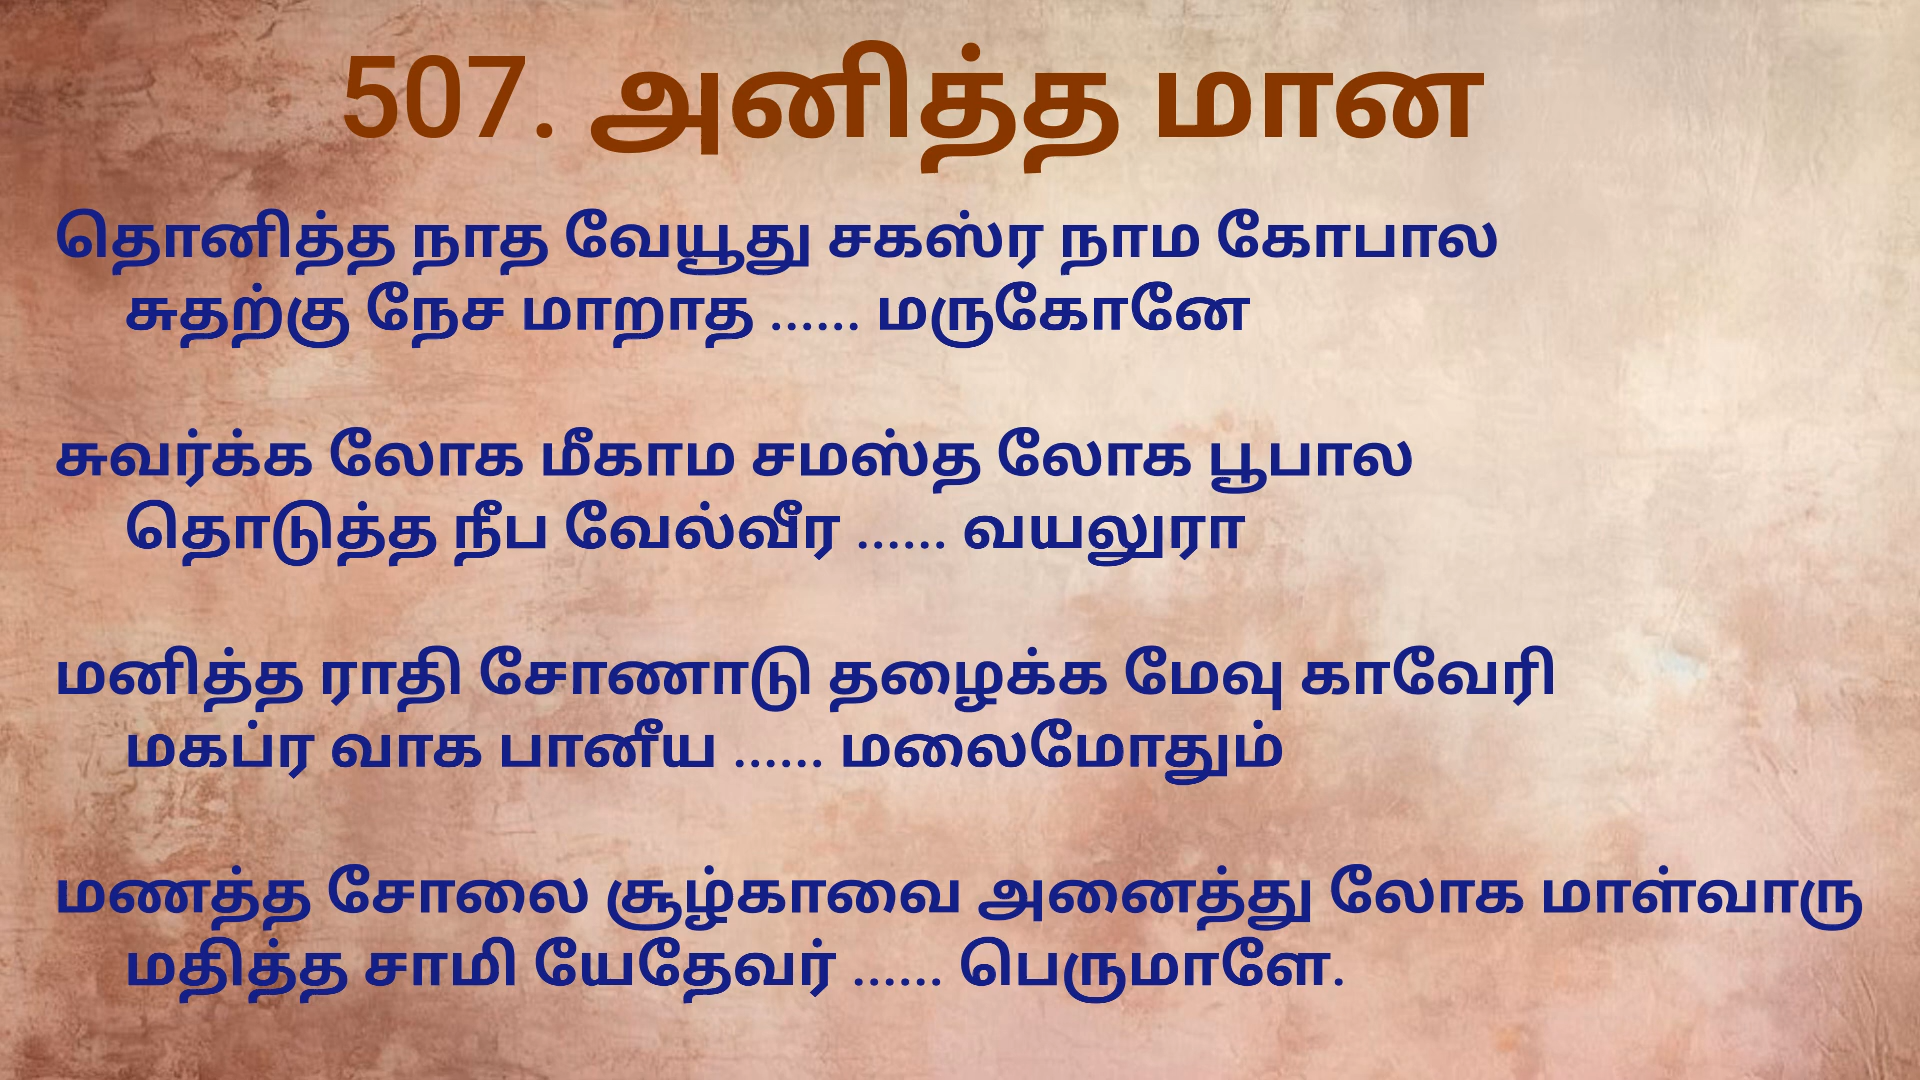 507. அனித்த மான
தொனித்த நாத வேயூது சகஸ்ர நாம கோபால
சுதற்கு நேச மாறாத ...... மருகோனே
சுவர்க்க லோக மீகாம சமஸ்த லோக பூபால
தொடுத்த நீப வேல்வீர ...... வயலுரா
மனித்த ராதி சோணாடு தழைக்க மேவு காவேரி
மகப்ர வாக பானீய ...... மலைமோதும்
மணத்த சோலை சூழ்காவை அனைத்து லோக மாள்வாரு
மதித்த சாமி யேதேவர் ...... பெருமாளே.